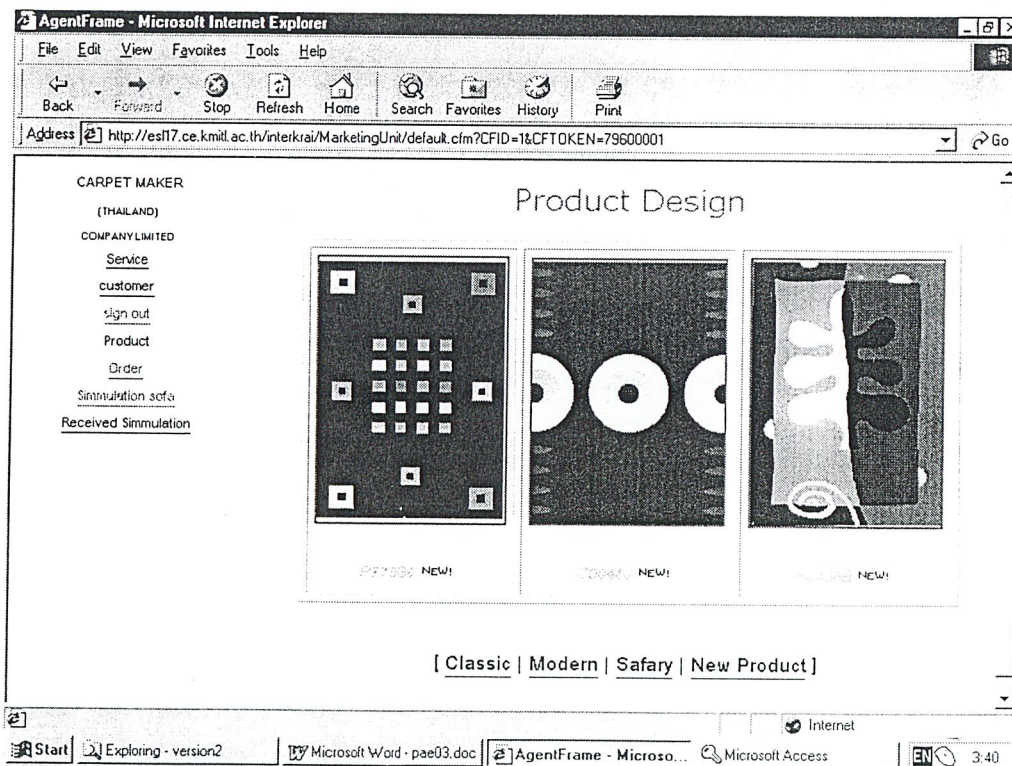 AgentFrame - Microsoft Internet Explorer
File Edit View Favorites Tools Help
Back Forward Stop Refresh Home Search Favorites History Print
Address http://esl17.ce.kmitl.ac.th/interkrai/MarketingUnit/default.cfm?CFID=1&CFTOKEN=79600001 Go
CARPET MAKER
(THAILAND)
COMPANY LIMITED
Service
customer
sign out
Product
Order
Simmulation sofa
Received Simmulation
Product Design
NEW! NEW! NEW!
[ Classic | Modern | Safary | New Product ]
Internet
Start Exploring - version2 Microsoft Word - pae03.doc AgentFrame - Microso... Microsoft Access EN 3:40